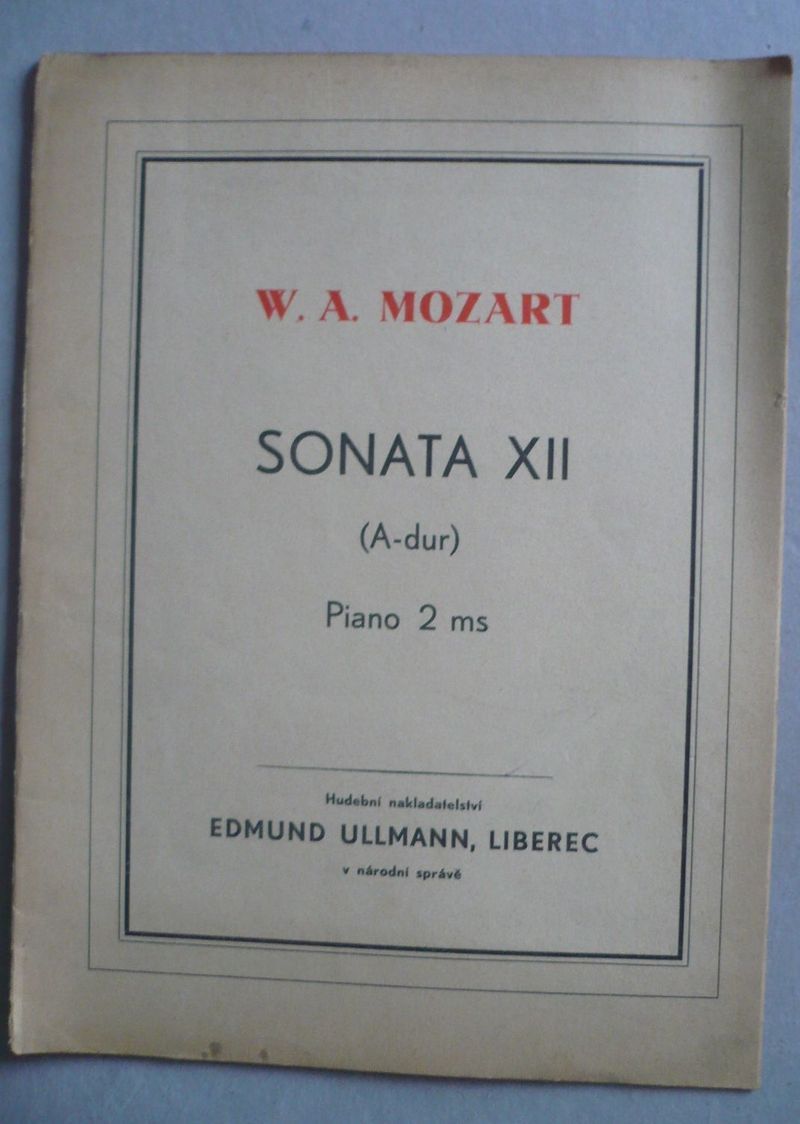 W. A. MOZART
SONATA XII
(A-dur)
Piano 2 ms
Hudební nakladatelství
EDMUND ULLMANN, LIBEREC
v národní správě